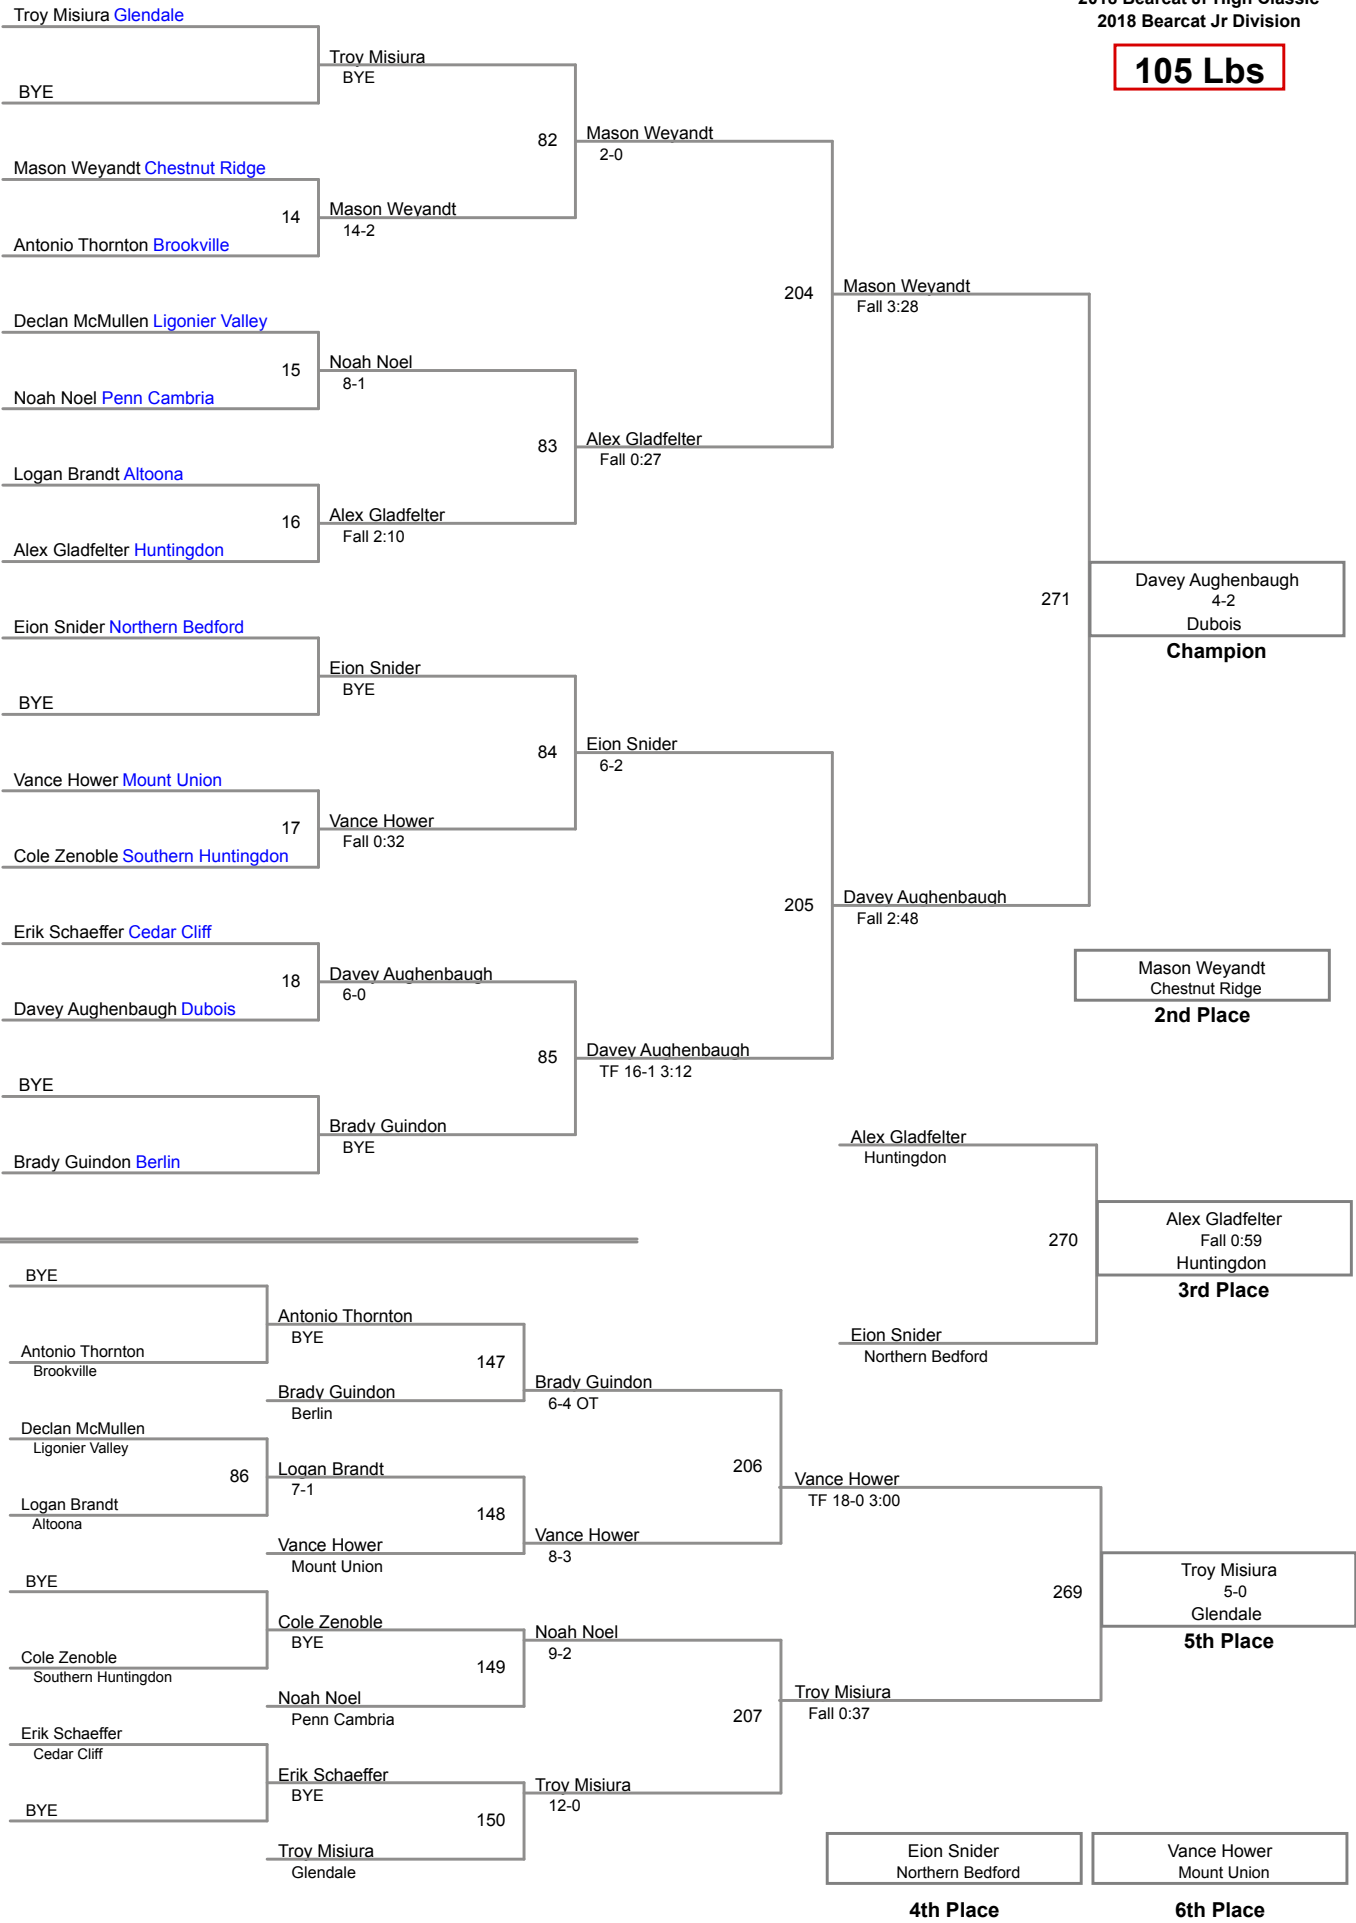 2018 Bearcat Jr High Classic
2018 Bearcat Jr Division
105 Lbs
Troy Misiura Glendale
BYE
Troy Misiura
BYE
Mason Weyandt Chestnut Ridge
14
Antonio Thornton Brookville
Mason Weyandt
14-2
82
Mason Weyandt
2-0
Declan McMullen Ligonier Valley
15
Noah Noel Penn Cambria
Noah Noel
8-1
Logan Brandt Altoona
16
Alex Gladfelter Huntingdon
Alex Gladfelter
Fall 2:10
83
Alex Gladfelter
Fall 0:27
204
Mason Weyandt
Fall 3:28
Eion Snider Northern Bedford
BYE
Eion Snider
BYE
Vance Hower Mount Union
17
Cole Zenoble Southern Huntingdon
Vance Hower
Fall 0:32
84
Eion Snider
6-2
Erik Schaeffer Cedar Cliff
18
Davey Aughenbaugh Dubois
Davey Aughenbaugh
6-0
BYE
Brady Guindon Berlin
Brady Guindon
BYE
85
Davey Aughenbaugh
TF 16-1 3:12
205
Davey Aughenbaugh
Fall 2:48
271
Davey Aughenbaugh
4-2
Dubois
Champion
Mason Weyandt
Chestnut Ridge
2nd Place
Alex Gladfelter
Huntingdon
270
Eion Snider
Northern Bedford
Alex Gladfelter
Fall 0:59
Huntingdon
3rd Place
BYE
Antonio Thornton
Brookville
Antonio Thornton
BYE
147
Brady Guindon
Berlin
Brady Guindon
6-4 OT
Declan McMullen
Ligonier Valley
86
Logan Brandt
Altoona
Logan Brandt
7-1
148
Vance Hower
Mount Union
Vance Hower
8-3
206
Vance Hower
TF 18-0 3:00
BYE
Cole Zenoble
Southern Huntingdon
Cole Zenoble
BYE
149
Noah Noel
Penn Cambria
Noah Noel
9-2
Erik Schaeffer
Cedar Cliff
BYE
Erik Schaeffer
BYE
150
Troy Misiura
Glendale
Troy Misiura
12-0
207
Troy Misiura
Fall 0:37
269
Troy Misiura
5-0
Glendale
5th Place
Eion Snider
Northern Bedford
4th Place
Vance Hower
Mount Union
6th Place